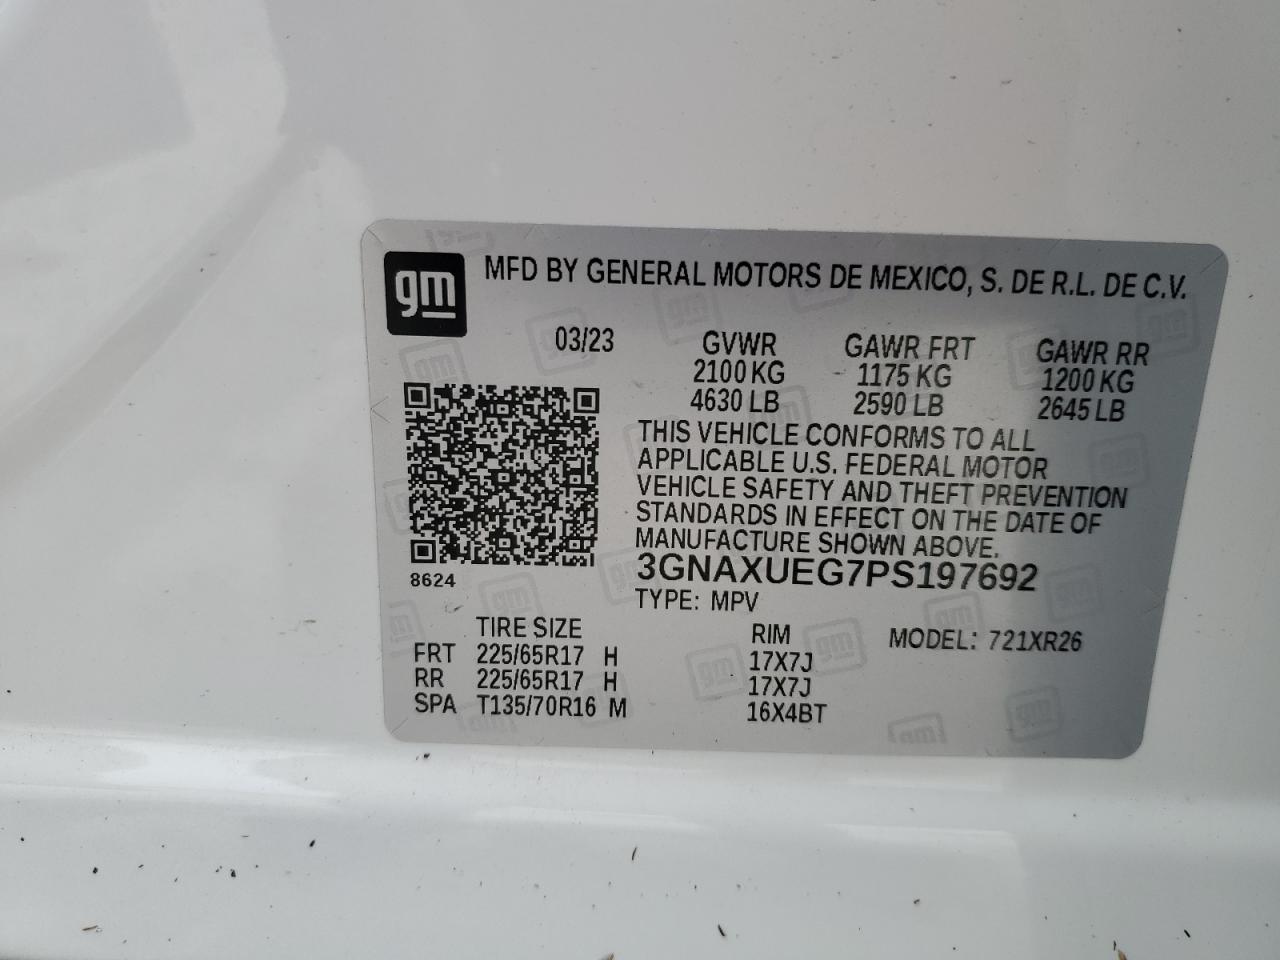 gm
MFD BY GENERAL MOTORS DE MEXICO, S. DE R.L. DE C.V.
03/23 GVWR GAWR FRT GAWR RR
2100 KG 1175 KG 1200 KG
4630 LB 2590 LB 2645 LB
THIS VEHICLE CONFORMS TO ALL
APPLICABLE U.S. FEDERAL MOTOR
VEHICLE SAFETY AND THEFT PREVENTION
STANDARDS IN EFFECT ON THE DATE OF
MANUFACTURE SHOWN ABOVE.
8624
3GNAXUEG7PS197692
TYPE: MPV
TIRE SIZE RIM MODEL: 721XR26
FRT 225/65R17 H 17X7J
RR 225/65R17 H 17X7J
SPA T135/70R16 M 16X4BT